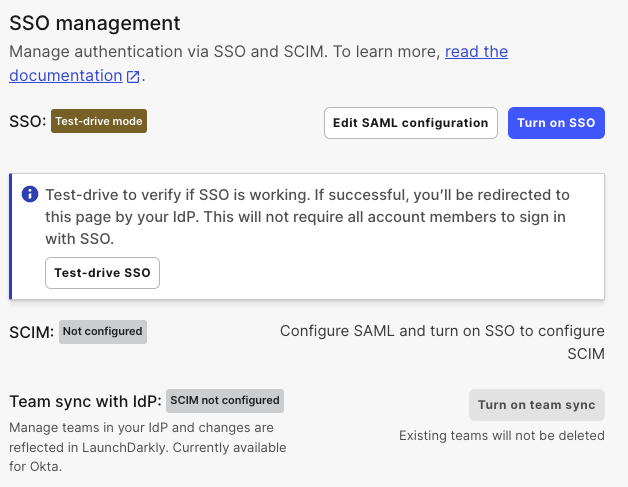 SSO management
Manage authentication via SSO and SCIM. To learn more, read the
documentation.
SSO: Test-drive mode Edit SAML configuration Turn on SSO
Test-drive to verify if SSO is working. If successful, you’ll be redirected to
this page by your IdP. This will not require all account members to sign in
with SSO.
Test-drive SSO
SCIM: Not configured
Configure SAML and turn on SSO to configure
SCIM
Team sync with IdP: SCIM not configured
Manage teams in your IdP and changes are
reflected in LaunchDarkly. Currently available
for Okta.
Turn on team sync
Existing teams will not be deleted